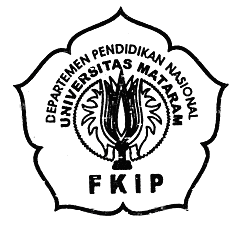 DEPARTEMEN PENDIDIKAN NASIONAL
UNIVERSITAS MATARAM
FKIP